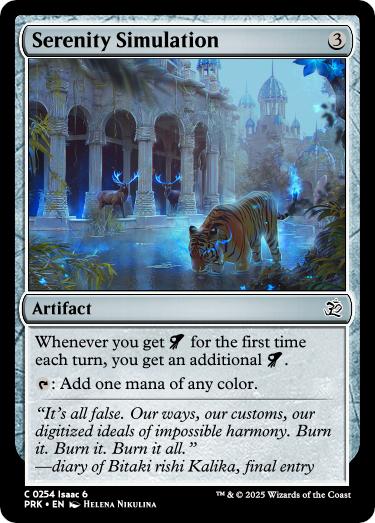 Serenity Simulation 3
Artifact
Whenever you get for the first time
each turn, you get an additional .
: Add one mana of any color.
“It’s all false. Our ways, our customs, our
digitized ideals of impossible harmony. Burn
it. Burn it. Burn it all.”
—diary of Bitaki rishi Kalika, final entry
C 0254 Isaac 6
PRK • EN Helena Nikulina
™ & © 2025 Wizards of the Coast